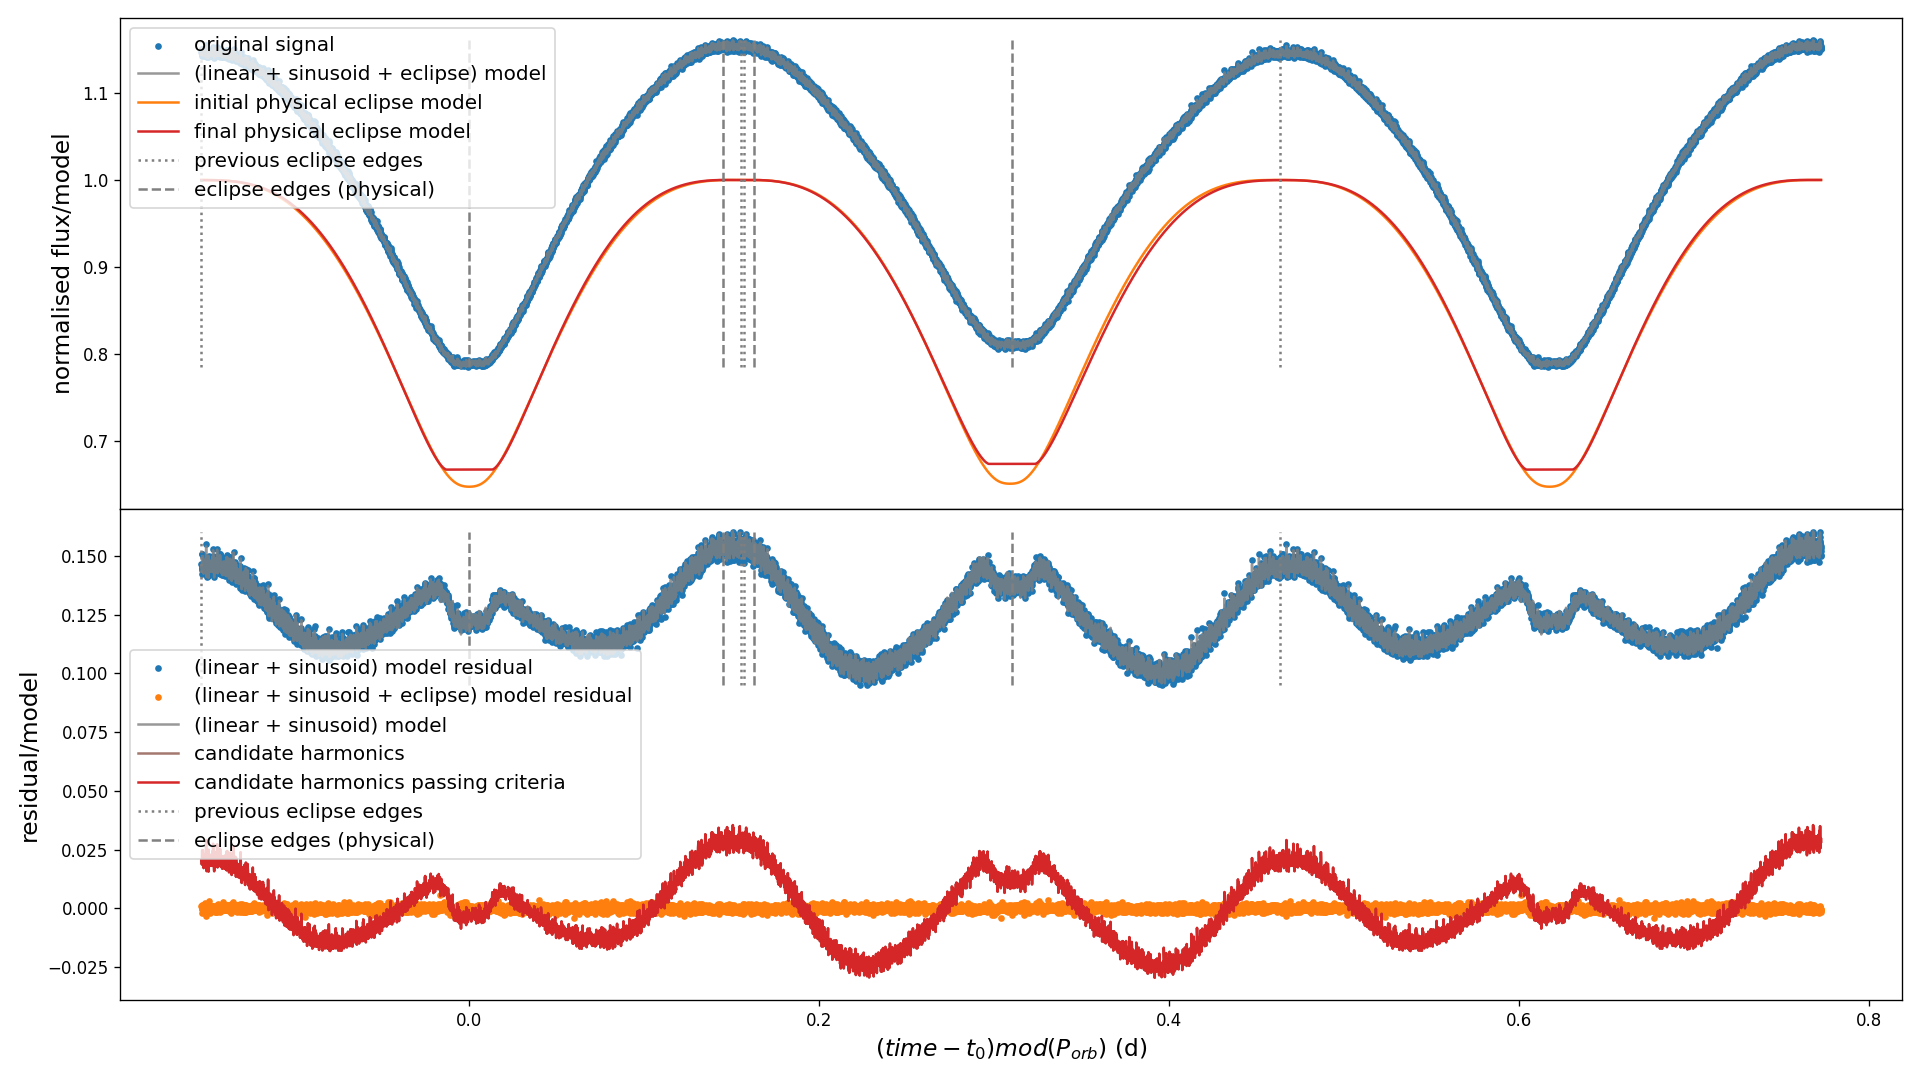 original signal
(linear + sinusoid + eclipse) model
initial physical eclipse model
final physical eclipse model
previous eclipse edges
eclipse edges (physical)
normalised flux/model
1.1
1.0
0.9
0.8
0.7
(linear + sinusoid) model residual
(linear + sinusoid + eclipse) model residual
(linear + sinusoid) model
candidate harmonics
candidate harmonics passing criteria
previous eclipse edges
eclipse edges (physical)
residual/model
0.150
0.125
0.100
0.075
0.050
0.025
0.000
−0.025
0.0 0.2 0.4 0.6 0.8
(time − t₀)mod(Pₒᵣb) (d)